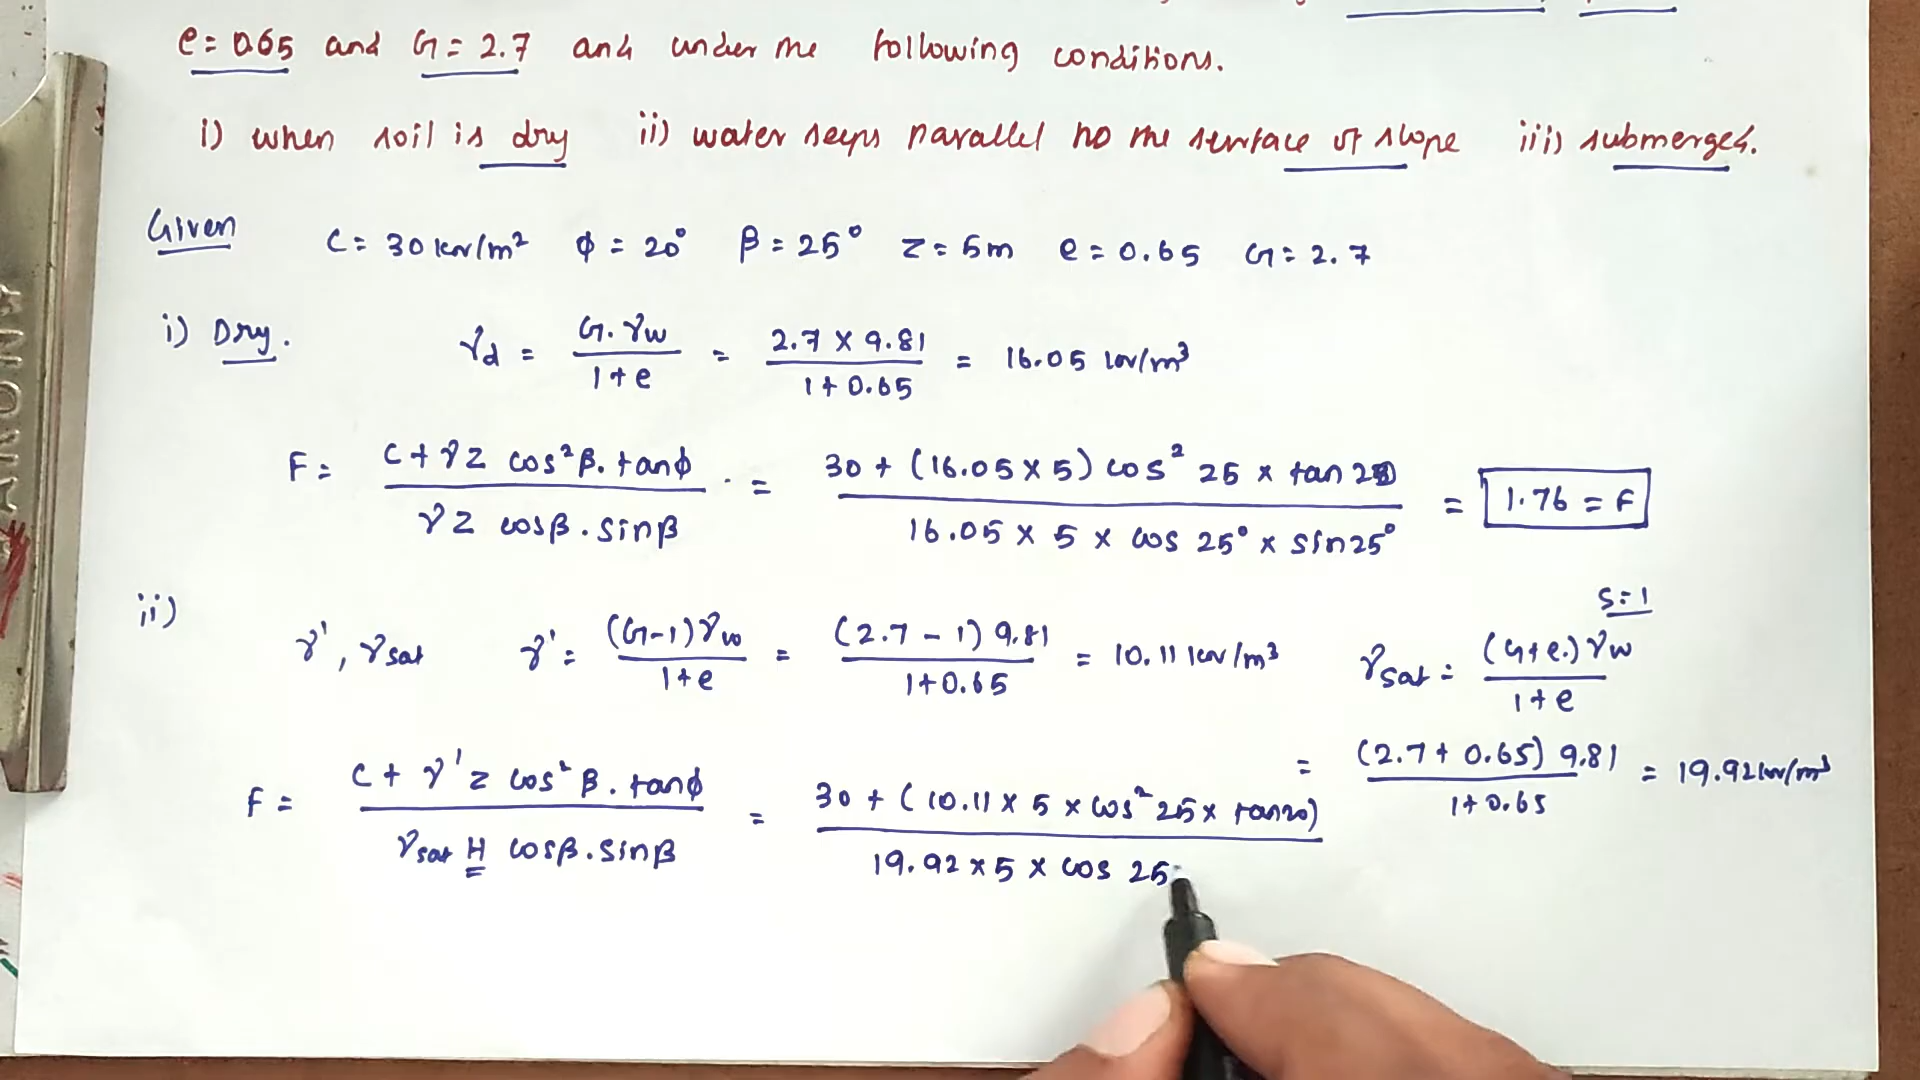 e = 0.65 and G = 2.7 and under the following conditions.
i) when soil is dry ii) water seeps parallel to the surface of slope iii) submerged.
Given C = 30 kN/m² ϕ = 20° β = 25° z = 5m e = 0.65 G = 2.7
i) Dry. γd = G.γw / 1+e = 2.7 × 9.81 / 1+0.65 = 16.05 kN/m³
F = C+γz cos²β.tanϕ / γz cosβ.sinβ = 30 + (16.05×5) cos² 25 × tan 20 / 16.05 × 5 × cos 25° × sin25° = 1.76 = F
ii) S=1
γ', γsat γ' = (G-1)γw / 1+e = (2.7 - 1) 9.81 / 1+0.65 = 10.11 kN/m³ γsat = (G+e.)γw / 1+e
= (2.7+ 0.65) 9.81 / 1+0.65 = 19.92 kN/m³
F = C+ γ'z cos²β.tanϕ / γsat H cosβ.sinβ = 30 + (10.11 × 5 × cos² 25× tan20) / 19.92 × 5 × cos 25